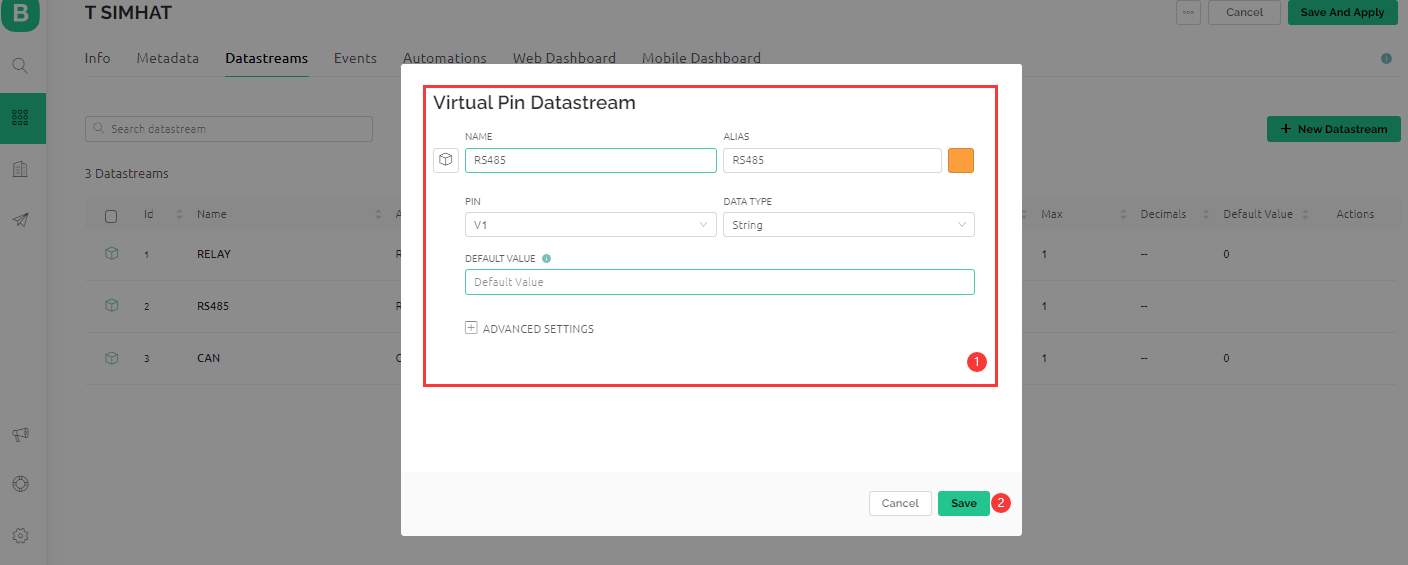 B
T SIMHAT
... Cancel Save And Apply
Info Metadata Datastreams Events Automations Web Dashboard Mobile Dashboard
Search datastream
+ New Datastream
3 Datastreams
Id Name A Max Decimals Default Value Actions
1 RELAY R 1 -- 0
2 RS485 R 1 --
3 CAN C 1 -- 0
Virtual Pin Datastream
NAME ALIAS
RS485 RS485
PIN DATA TYPE
V1 String
DEFAULT VALUE
Default Value
ADVANCED SETTINGS
1
Cancel Save 2